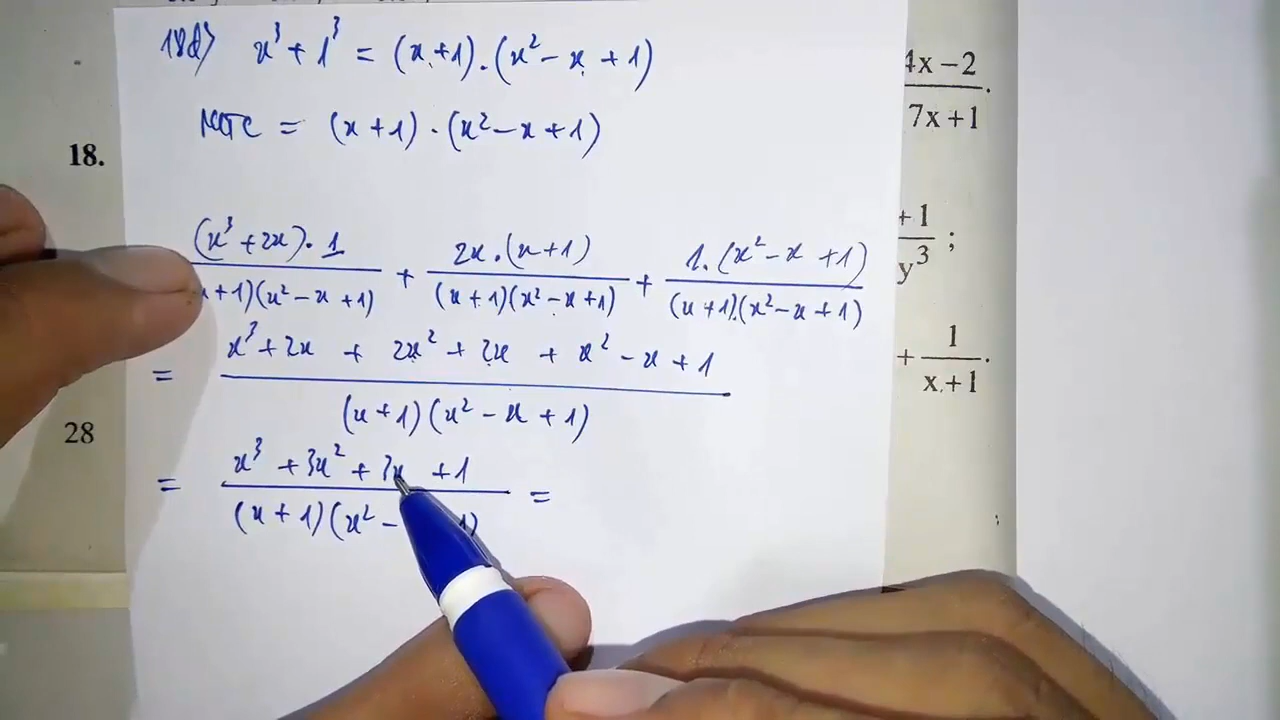 18d) x³ + 1³ = (x+1).(x² - x + 1)
MTC = (x+1).(x² - x + 1)
18.
4x-2 / 7x+1 .
+1 / y³ ;
(x³ + 2x).1 / x+1)(x² - x + 1) + 2x.(x+1) / (x+1)(x² - x + 1) + 1.(x² - x + 1) / (x+1).(x² - x + 1)
= x³ + 2x + 2x² + 2x + x² - x + 1 / (x+1)(x² - x + 1)
+ 1 / x+1 .
28
= x³ + 3x² + 3x + 1 / (x+1)(x² - 1) =